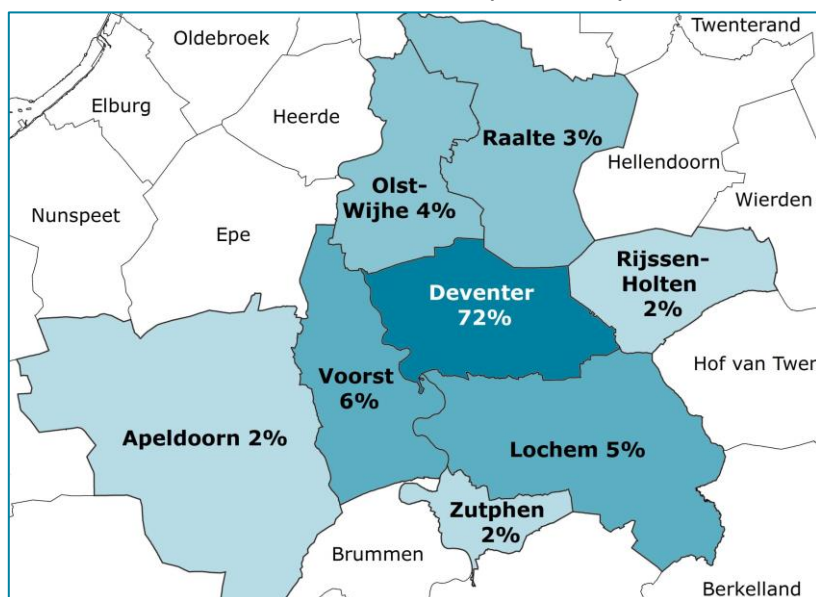 Oldebroek
Twenterand
Elburg
Heerde
Raalte 3%
Hellendoorn
Olst-
Wijhe 4%
Wierden
Nunspeet
Epe
Rijssen-
Holten
2%
Deventer
72%
Voorst
6%
Hof van Twer
Apeldoorn 2%
Lochem 5%
Zutphen
2%
Brummen
Berkelland